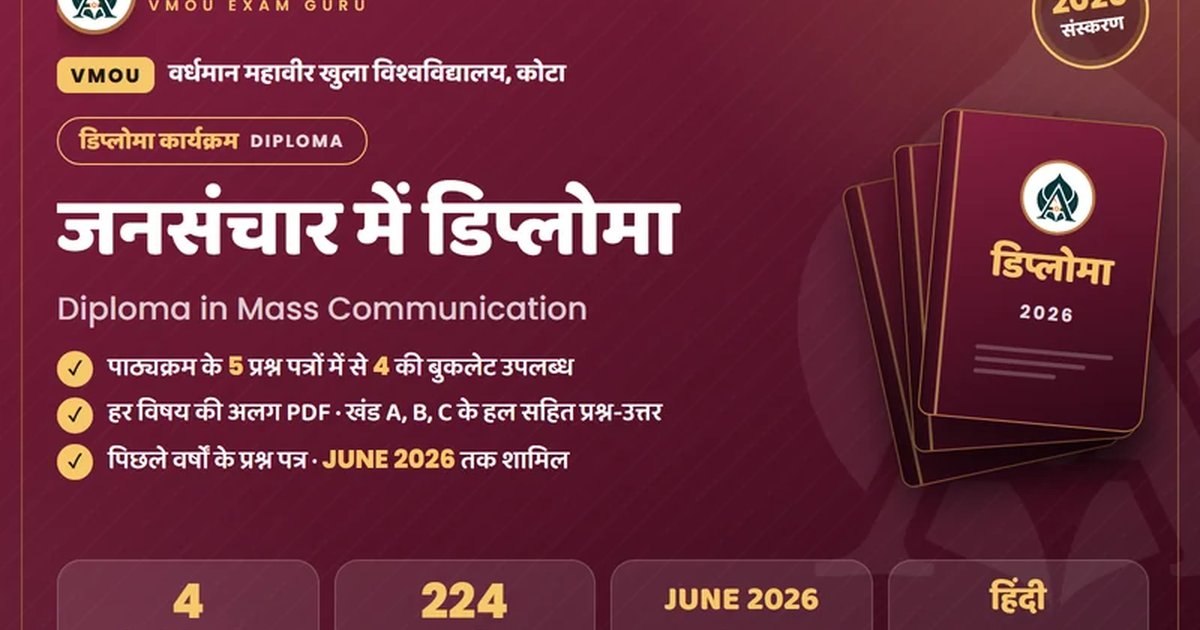 VMOU EXAM GURU
संस्करण
VMOU वर्धमान महावीर खुला विश्वविद्यालय, कोटा
डिप्लोमा कार्यक्रम DIPLOMA
जनसंचार में डिप्लोमा
Diploma in Mass Communication
✓ पाठ्यक्रम के 5 प्रश्न पत्रों में से 4 की बुकलेट उपलब्ध
✓ हर विषय की अलग PDF · खंड A, B, C के हल सहित प्रश्न-उत्तर
✓ पिछले वर्षों के प्रश्न पत्र · JUNE 2026 तक शामिल
डिप्लोमा
2026
4
224
JUNE 2026
हिंदी